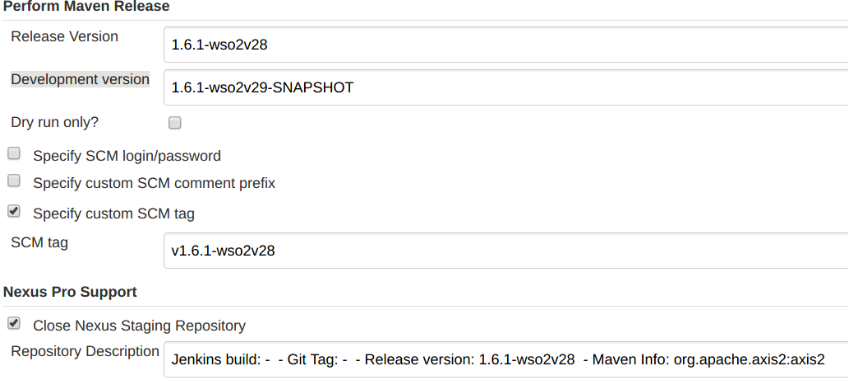 Perform Maven Release
Release Version 1.6.1-wso2v28
Development version 1.6.1-wso2v29-SNAPSHOT
Dry run only?
Specify SCM login/password
Specify custom SCM comment prefix
Specify custom SCM tag
SCM tag v1.6.1-wso2v28
Nexus Pro Support
Close Nexus Staging Repository
Repository Description Jenkins build: - - Git Tag: - - Release version: 1.6.1-wso2v28 - Maven Info: org.apache.axis2:axis2